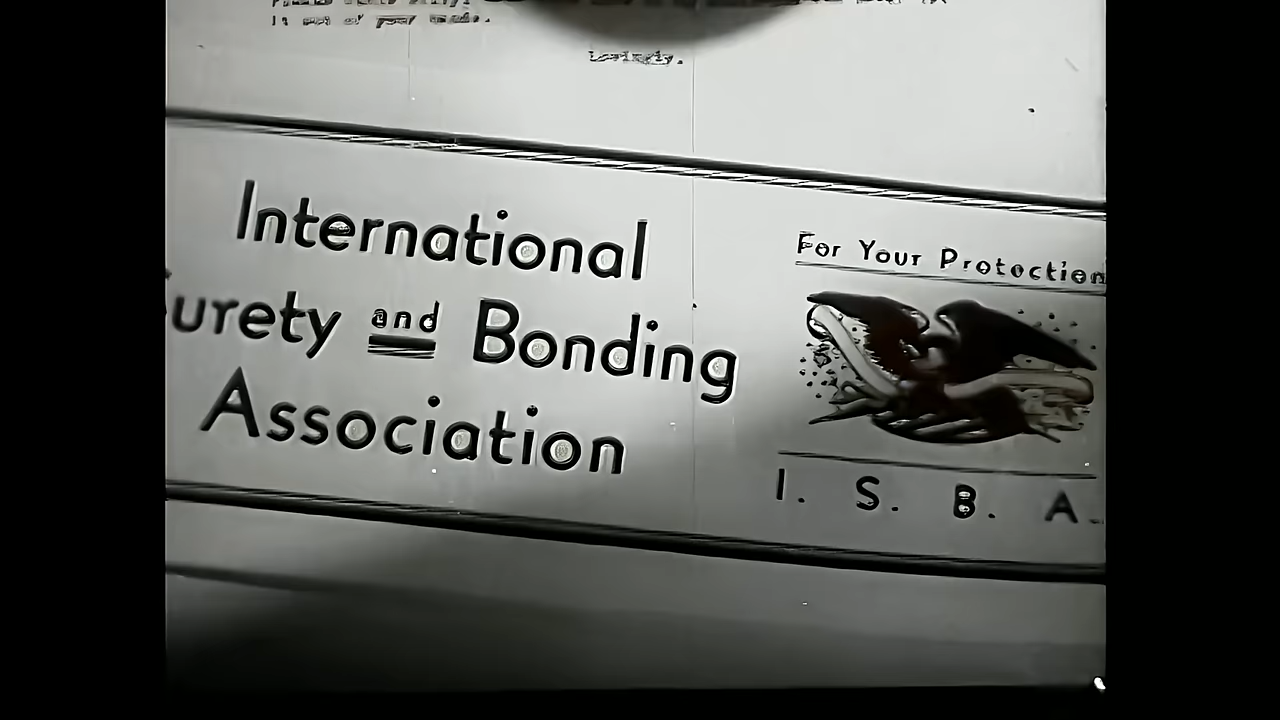 International
urety and Bonding
Association
For Your Protection
I. S. B. A.